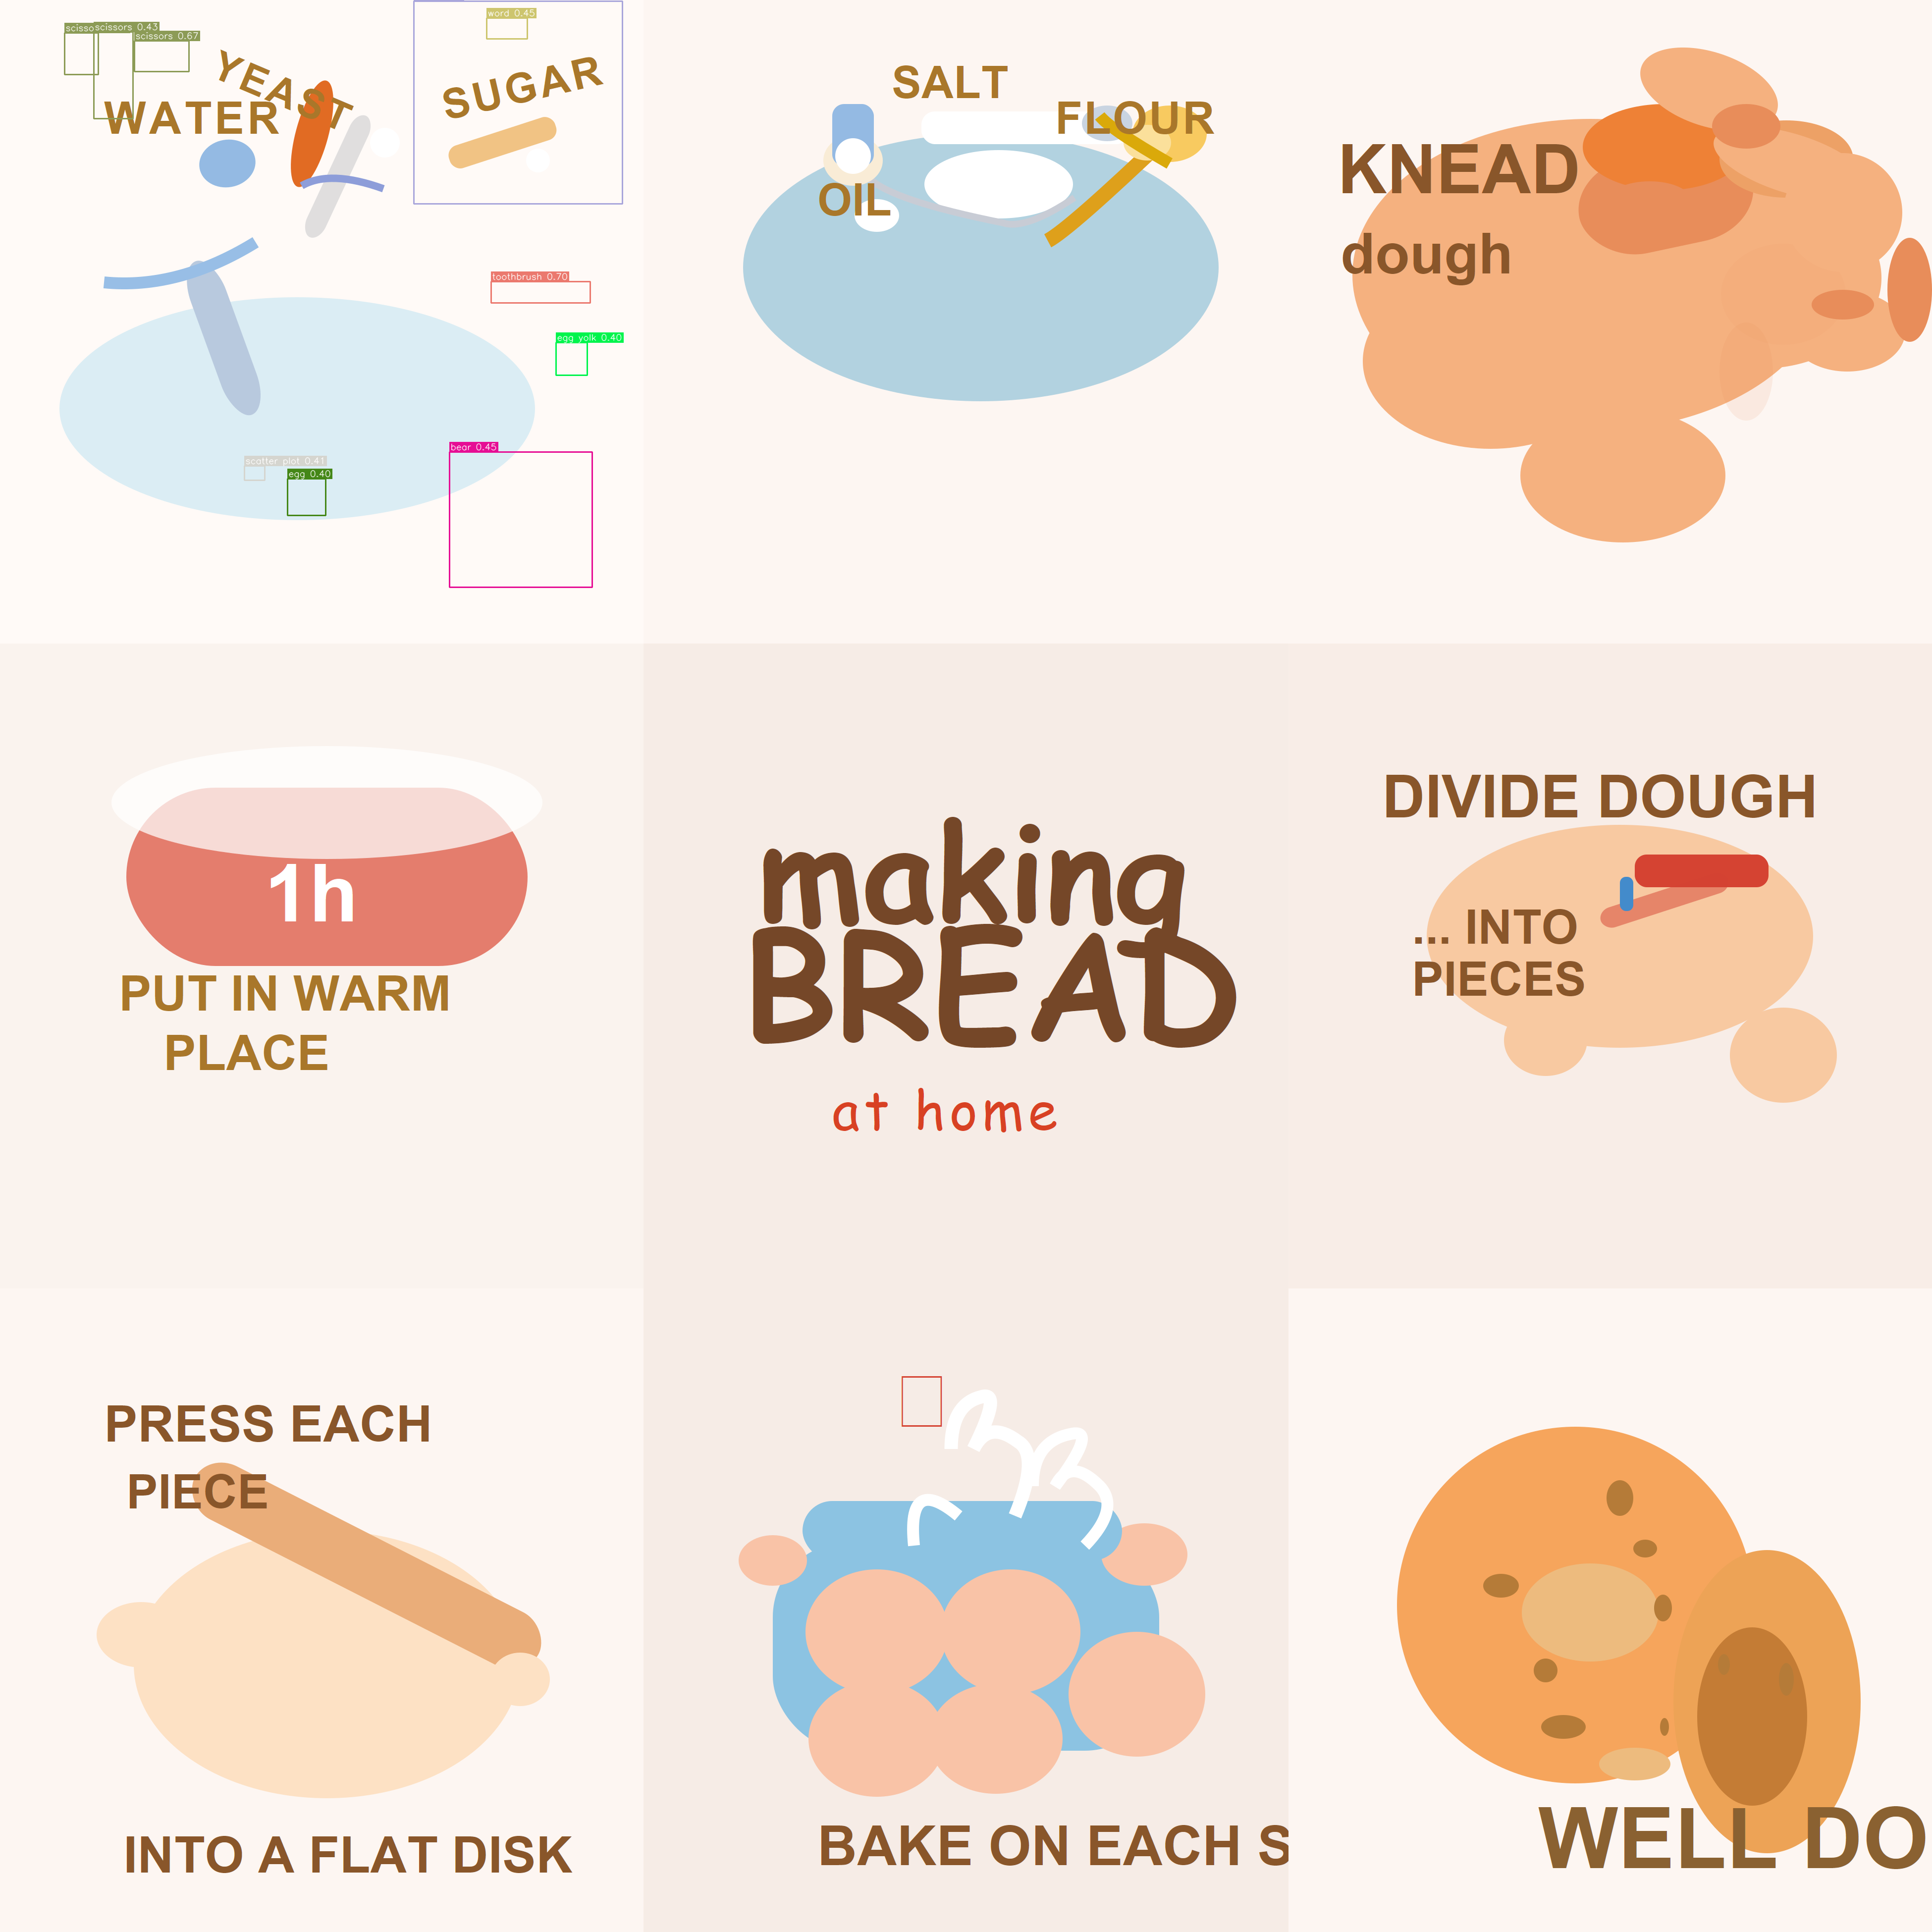 scisso
scissors 0.43
scissors 0.67
word 0.45
YEAST
SUGAR
WATER
toothbrush 0.70
egg yolk 0.40
bear 0.45
scatter plot 0.41
egg 0.40
SALT
FLOUR
OIL
KNEAD
dough
1h
PUT IN WARM
PLACE
making
BREAD
at home
DIVIDE DOUGH
... INTO
PIECES
PRESS EACH
PIECE
INTO A FLAT DISK
BAKE ON EACH S
WELL DO